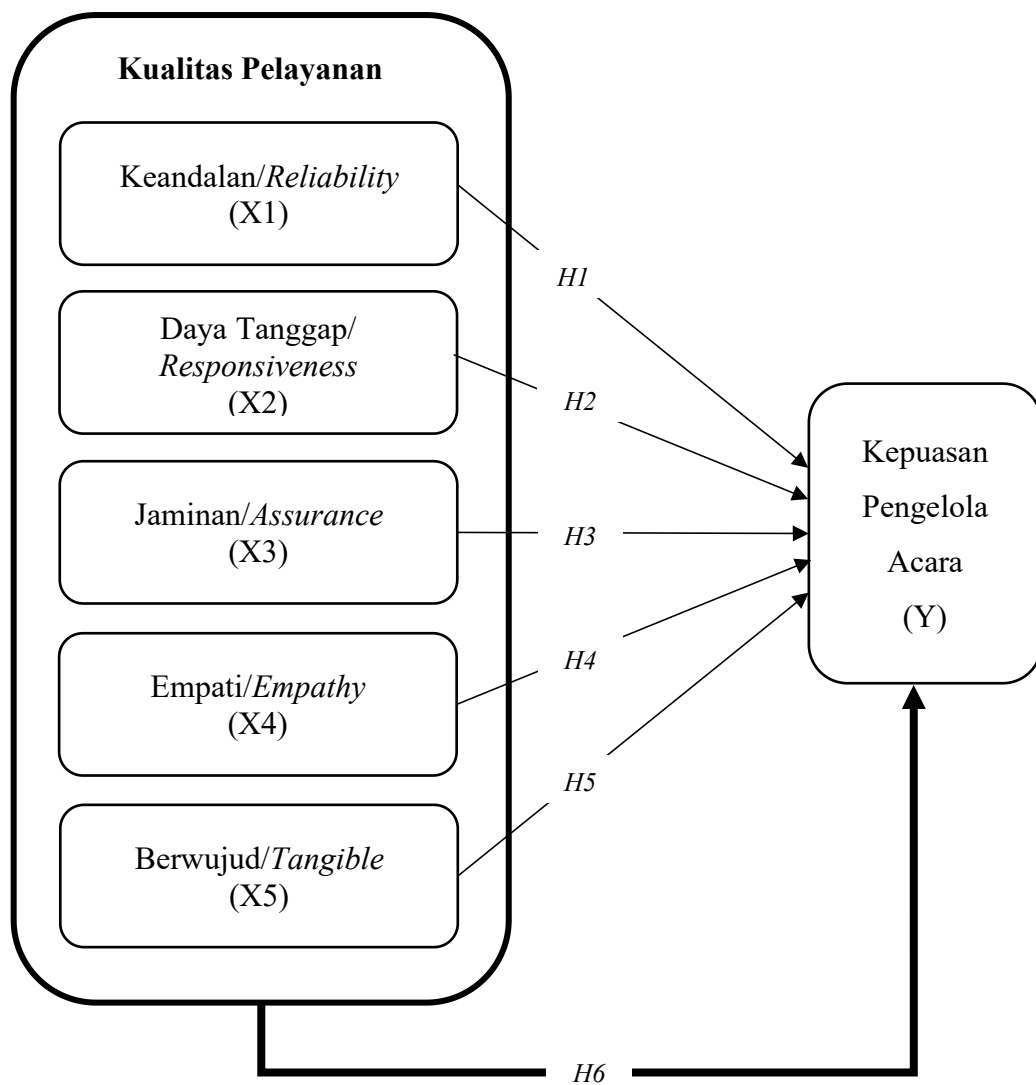 Kualitas Pelayanan
Keandalan/Reliability
(X1)
Daya Tanggap/
Responsiveness
(X2)
Jaminan/Assurance
(X3)
Empati/Empathy
(X4)
Berwujud/Tangible
(X5)
H1
H2
H3
H4
H5
H6
Kepuasan
Pengelola
Acara
(Y)